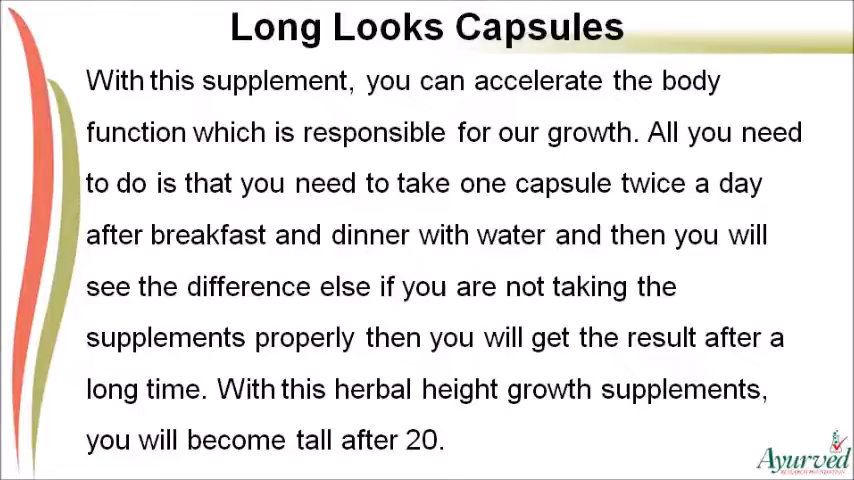 Long Looks Capsules
With this supplement, you can accelerate the body
function which is responsible for our growth. All you need
to do is that you need to take one capsule twice a day
after breakfast and dinner with water and then you will
see the difference else if you are not taking the
supplements properly then you will get the result after a
long time. With this herbal height growth supplements,
you will become tall after 20.
Ayurved
RESEARCH FOUNDATION